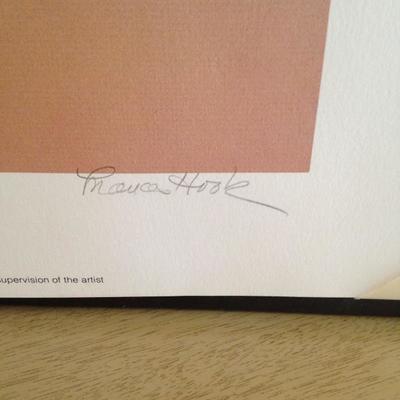 Frances Hook
supervision of the artist